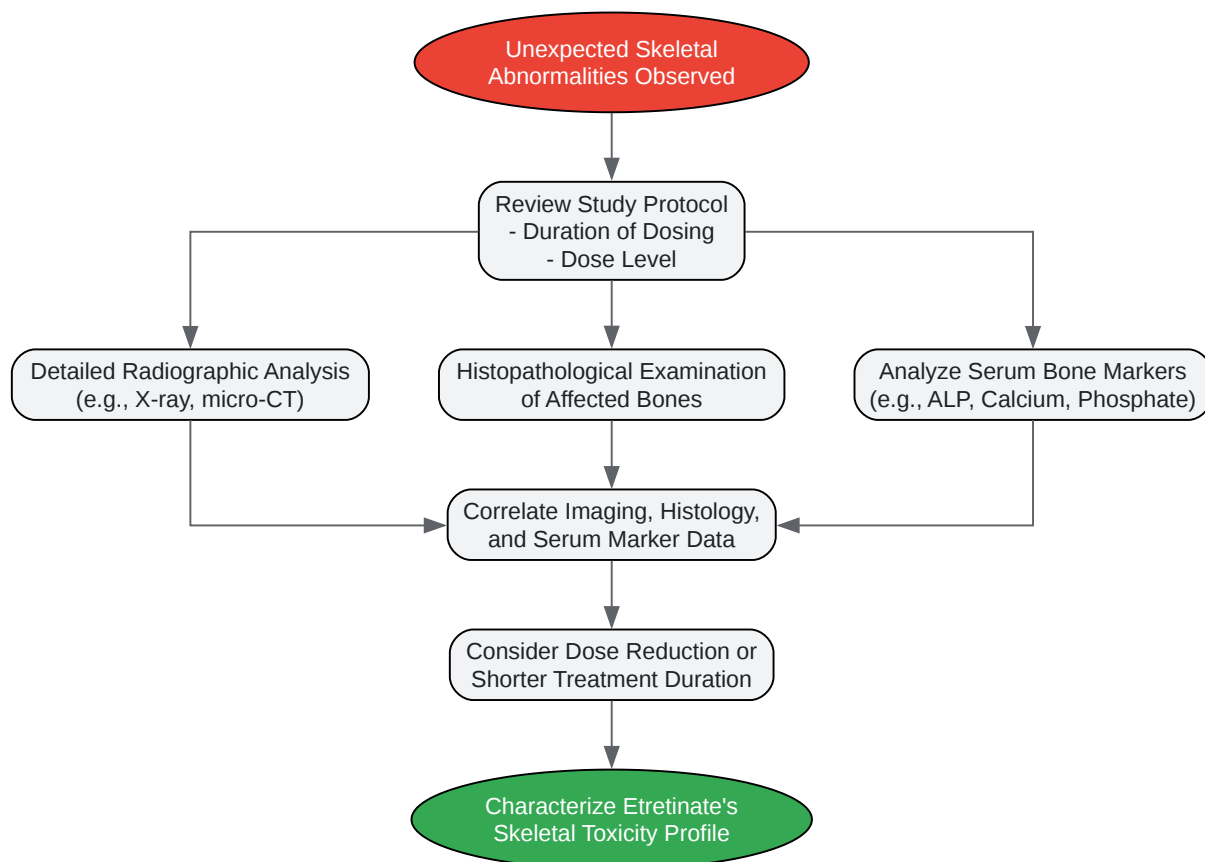 Unexpected Skeletal
Abnormalities Observed
Review Study Protocol
- Duration of Dosing
- Dose Level
Detailed Radiographic Analysis
(e.g., X-ray, micro-CT)
Histopathological Examination
of Affected Bones
Analyze Serum Bone Markers
(e.g., ALP, Calcium, Phosphate)
Correlate Imaging, Histology,
and Serum Marker Data
Consider Dose Reduction or
Shorter Treatment Duration
Characterize Etretinate's
Skeletal Toxicity Profile